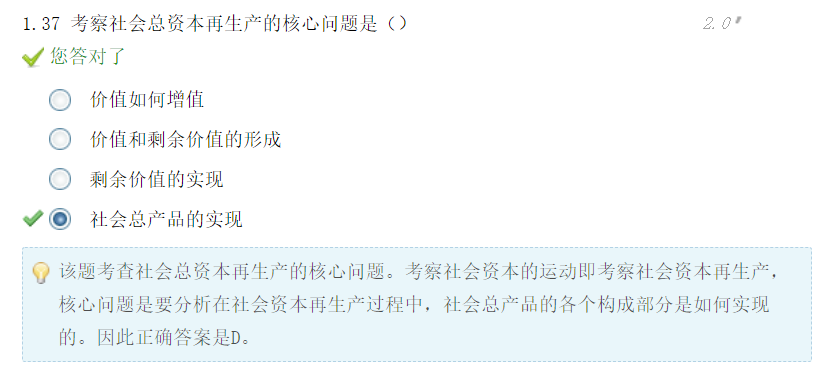 1.37 考察社会总资本再生产的核心问题是（） 2.0
您答对了
价值如何增值
价值和剩余价值的形成
剩余价值的实现
社会总产品的实现
该题考查社会总资本再生产的核心问题。考察社会资本的运动即考察社会资本再生产，
核心问题是要分析在社会资本再生产过程中，社会总产品的各个构成部分是如何实现
的。因此正确答案是D。